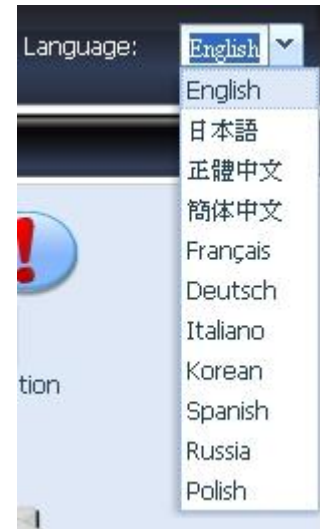 Language: English
English
日本語
正體中文
簡体中文
Français
Deutsch
Italiano
Korean
tion
Spanish
Russia
Polish